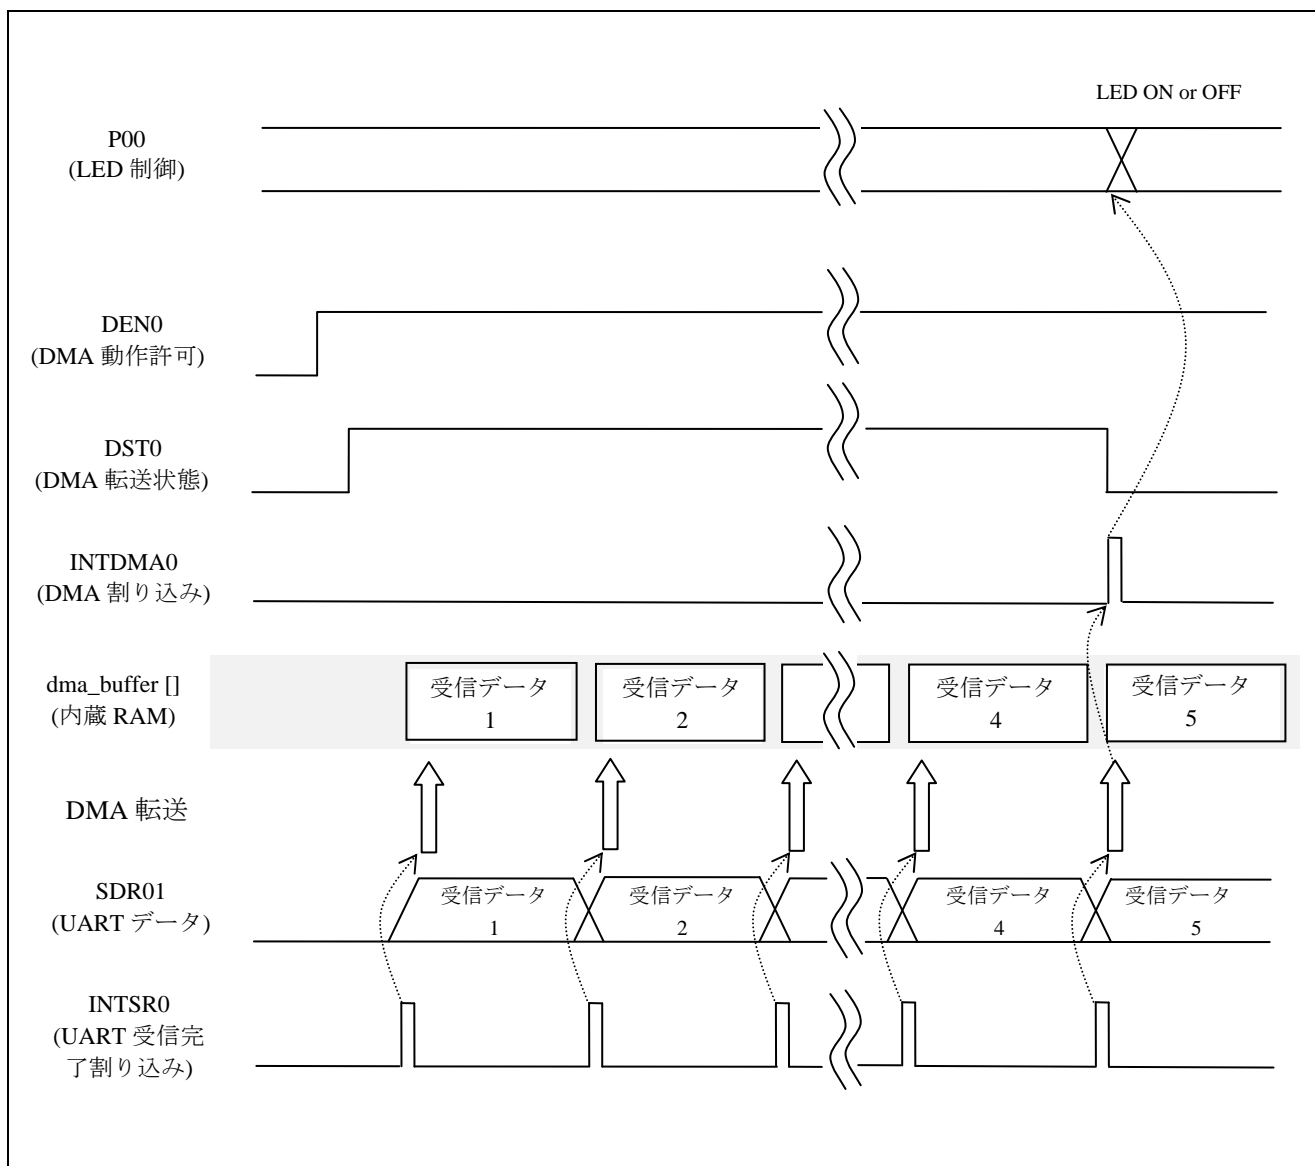 LED ON or OFF
P00
(LED 制御)
DEN0
(DMA 動作許可)
DST0
(DMA 転送状態)
INTDMA0
(DMA 割り込み)
dma_buffer []
(内蔵 RAM)
受信データ
1
受信データ
2
受信データ
4
受信データ
5
DMA 転送
SDR01
(UART データ)
受信データ
1
受信データ
2
受信データ
4
受信データ
5
INTSR0
(UART 受信完
了割り込み)